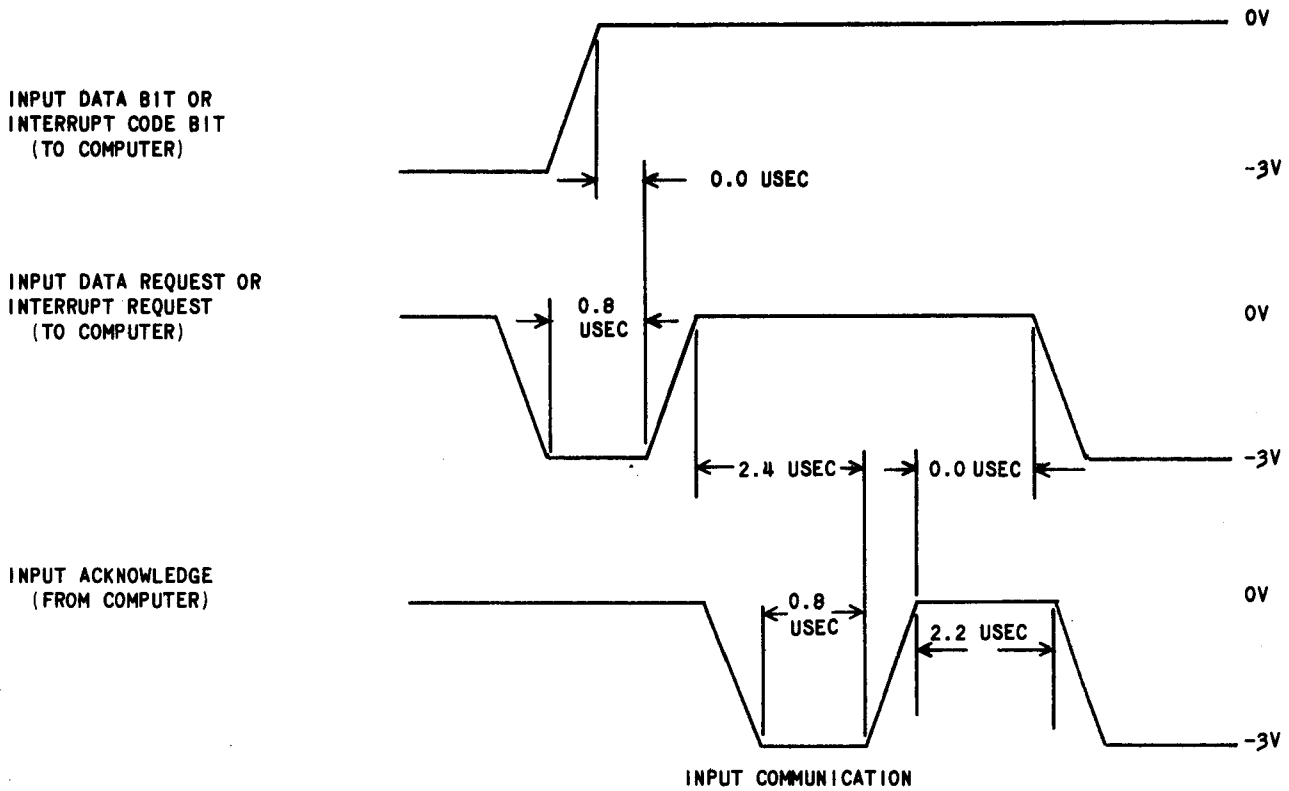 0V
INPUT DATA BIT OR
INTERRUPT CODE BIT
(TO COMPUTER)
0.0 USEC
-3V
INPUT DATA REQUEST OR
INTERRUPT REQUEST
(TO COMPUTER)
0.8
USEC
0V
2.4 USEC
0.0 USEC
-3V
INPUT ACKNOWLEDGE
(FROM COMPUTER)
0.8
USEC
0V
2.2 USEC
-3V
INPUT COMMUNICATION